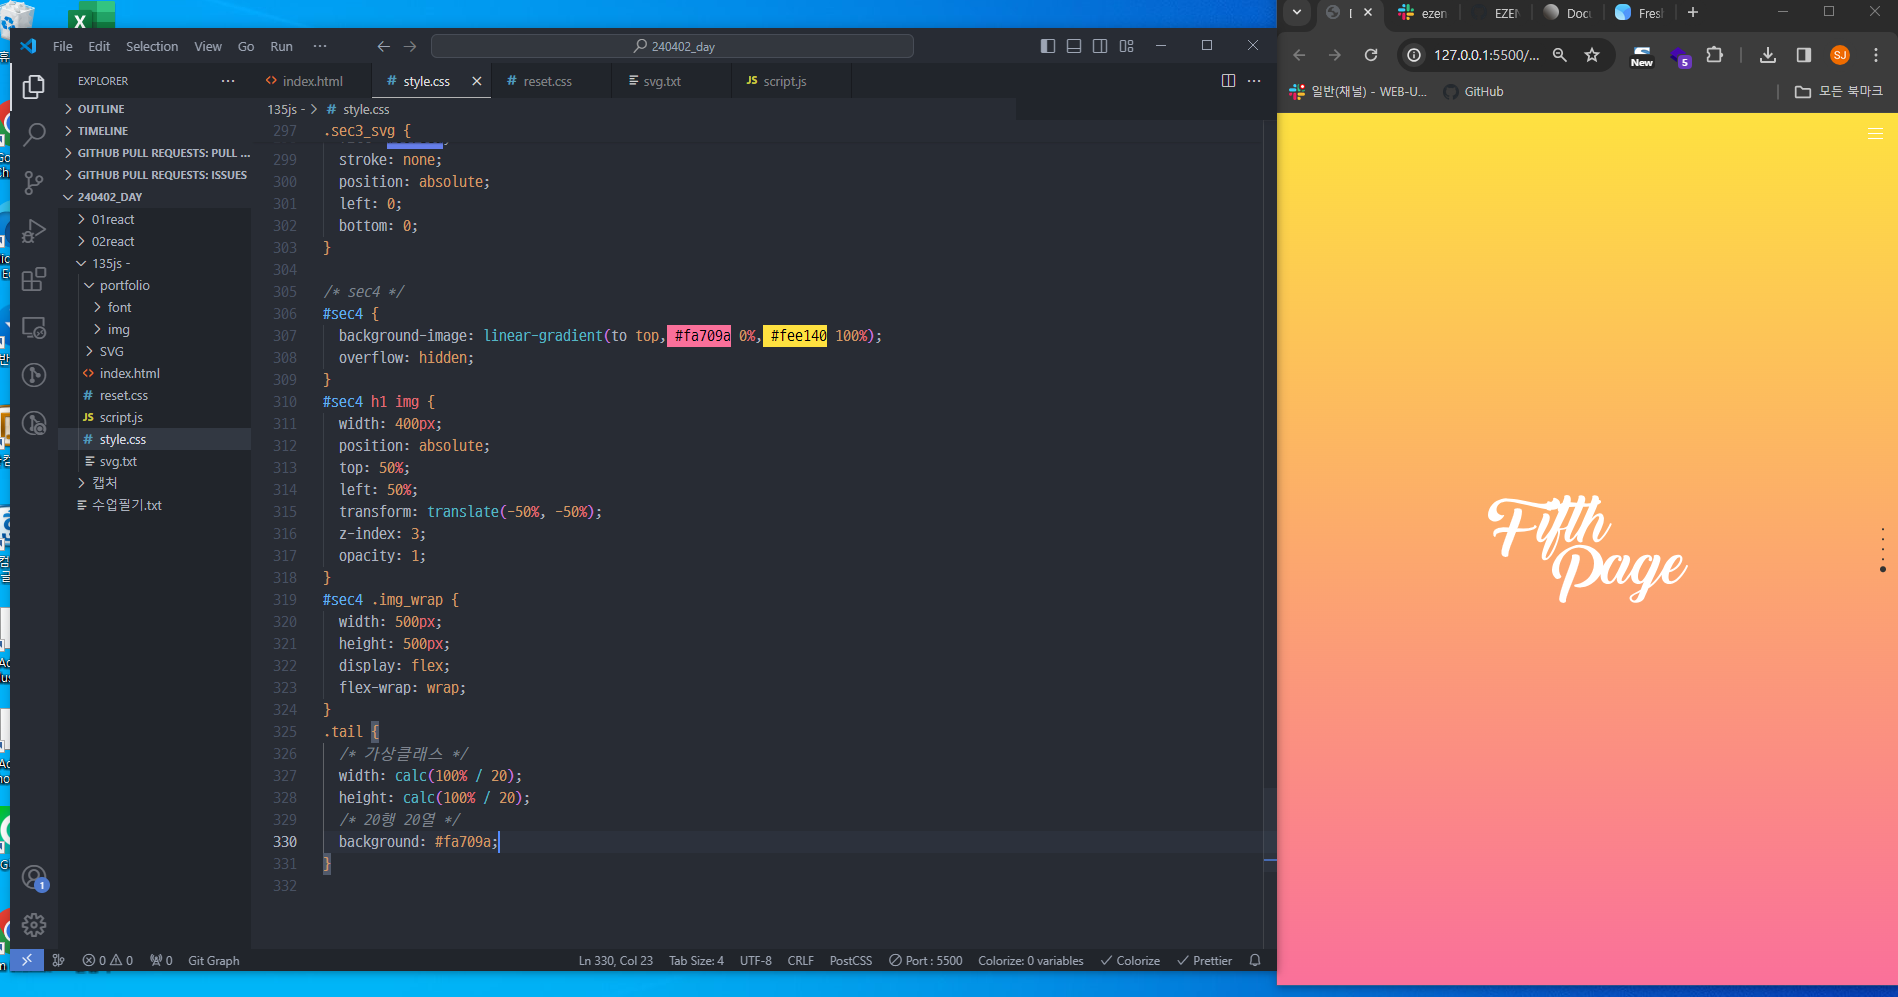 File Edit Selection View Go Run ···
240402_day
EXPLORER ···
index.html
style.css
reset.css
svg.txt
JS script.js
OUTLINE
TIMELINE
GITHUB PULL REQUESTS: PULL ...
GITHUB PULL REQUESTS: ISSUES
240402_DAY
01react
02react
135js -
portfolio
font
img
SVG
index.html
reset.css
JS script.js
style.css
svg.txt
캡처
수업필기.txt
1
135js - > # style.css
297 .sec3_svg {
299 stroke: none;
300 position: absolute;
301 left: 0;
302 bottom: 0;
303 }
304
305 /* sec4 */
306 #sec4 {
307 background-image: linear-gradient(to top, #fa709a 0%, #fee140 100%);
308 overflow: hidden;
309 }
310 #sec4 h1 img {
311 width: 400px;
312 position: absolute;
313 top: 50%;
314 left: 50%;
315 transform: translate(-50%, -50%);
316 z-index: 3;
317 opacity: 1;
318 }
319 #sec4 .img_wrap {
320 width: 500px;
321 height: 500px;
322 display: flex;
323 flex-wrap: wrap;
324 }
325 .tail {
326 /* 가상클래스 */
327 width: calc(100% / 20);
328 height: calc(100% / 20);
329 /* 20행 20열 */
330 background: #fa709a;
331 }
332
0 0 0 Git Graph Ln 330, Col 23 Tab Size: 4 UTF-8 CRLF PostCSS Port : 5500 Colorize: 0 variables Colorize Prettier
ezen EZEN Docu Fresh
127.0.0.1:5500/... New 5 SJ
일반(채널) - WEB-U... GitHub 모든 북마크
Fifth
Page